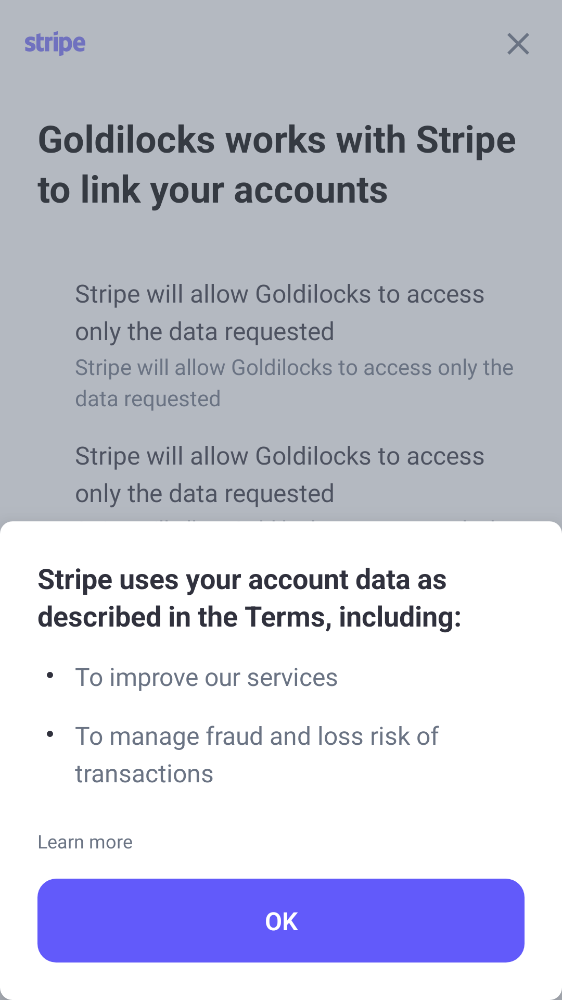 stripe
Goldilocks works with Stripe
to link your accounts
Stripe will allow Goldilocks to access
only the data requested
Stripe will allow Goldilocks to access only the
data requested
Stripe will allow Goldilocks to access
only the data requested
Stripe uses your account data as
described in the Terms, including:
• To improve our services
• To manage fraud and loss risk of
transactions
Learn more
OK